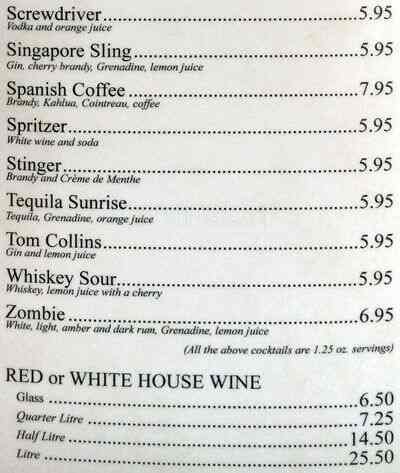 Screwdriver..........................................................5.95
Vodka and orange juice
Singapore Sling....................................................5.95
Gin, cherry brandy, Grenadine, lemon juice
Spanish Coffee.....................................................7.95
Brandy, Kahlua, Cointreau, coffee
Spritzer.................................................................5.95
White wine and soda
Stinger..................................................................5.95
Brandy and Crème de Menthe
Tequila Sunrise.....................................................5.95
Tequila, Grenadine, orange juice
Tom Collins..........................................................5.95
Gin and lemon juice
Whiskey Sour.......................................................5.95
Whiskey, lemon juice with a cherry
Zombie.................................................................6.95
White, light, amber and dark rum, Grenadine, lemon juice
(All the above cocktails are 1.25 oz. servings)
RED or WHITE HOUSE WINE
Glass.....................................................................6.50
Quarter Litre..........................................................7.25
Half Litre...............................................................14.50
Litre......................................................................25.50